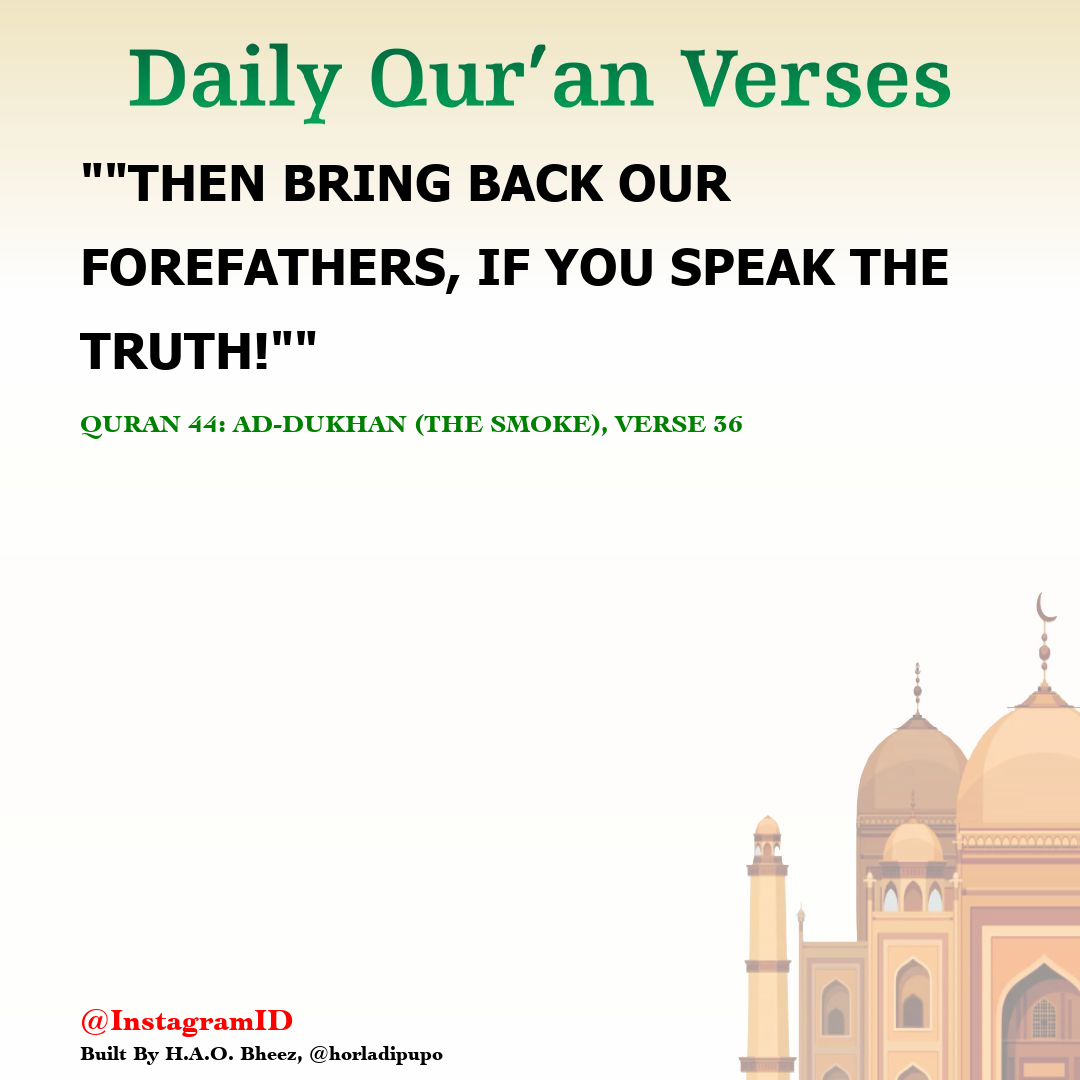 Daily Qur′an Verses
""THEN BRING BACK OUR
FOREFATHERS, IF YOU SPEAK THE
TRUTH!""
QURAN 44: AD-DUKHAN (THE SMOKE), VERSE 36
@InstagramID
Built By H.A.O. Bheez, @horladipupo